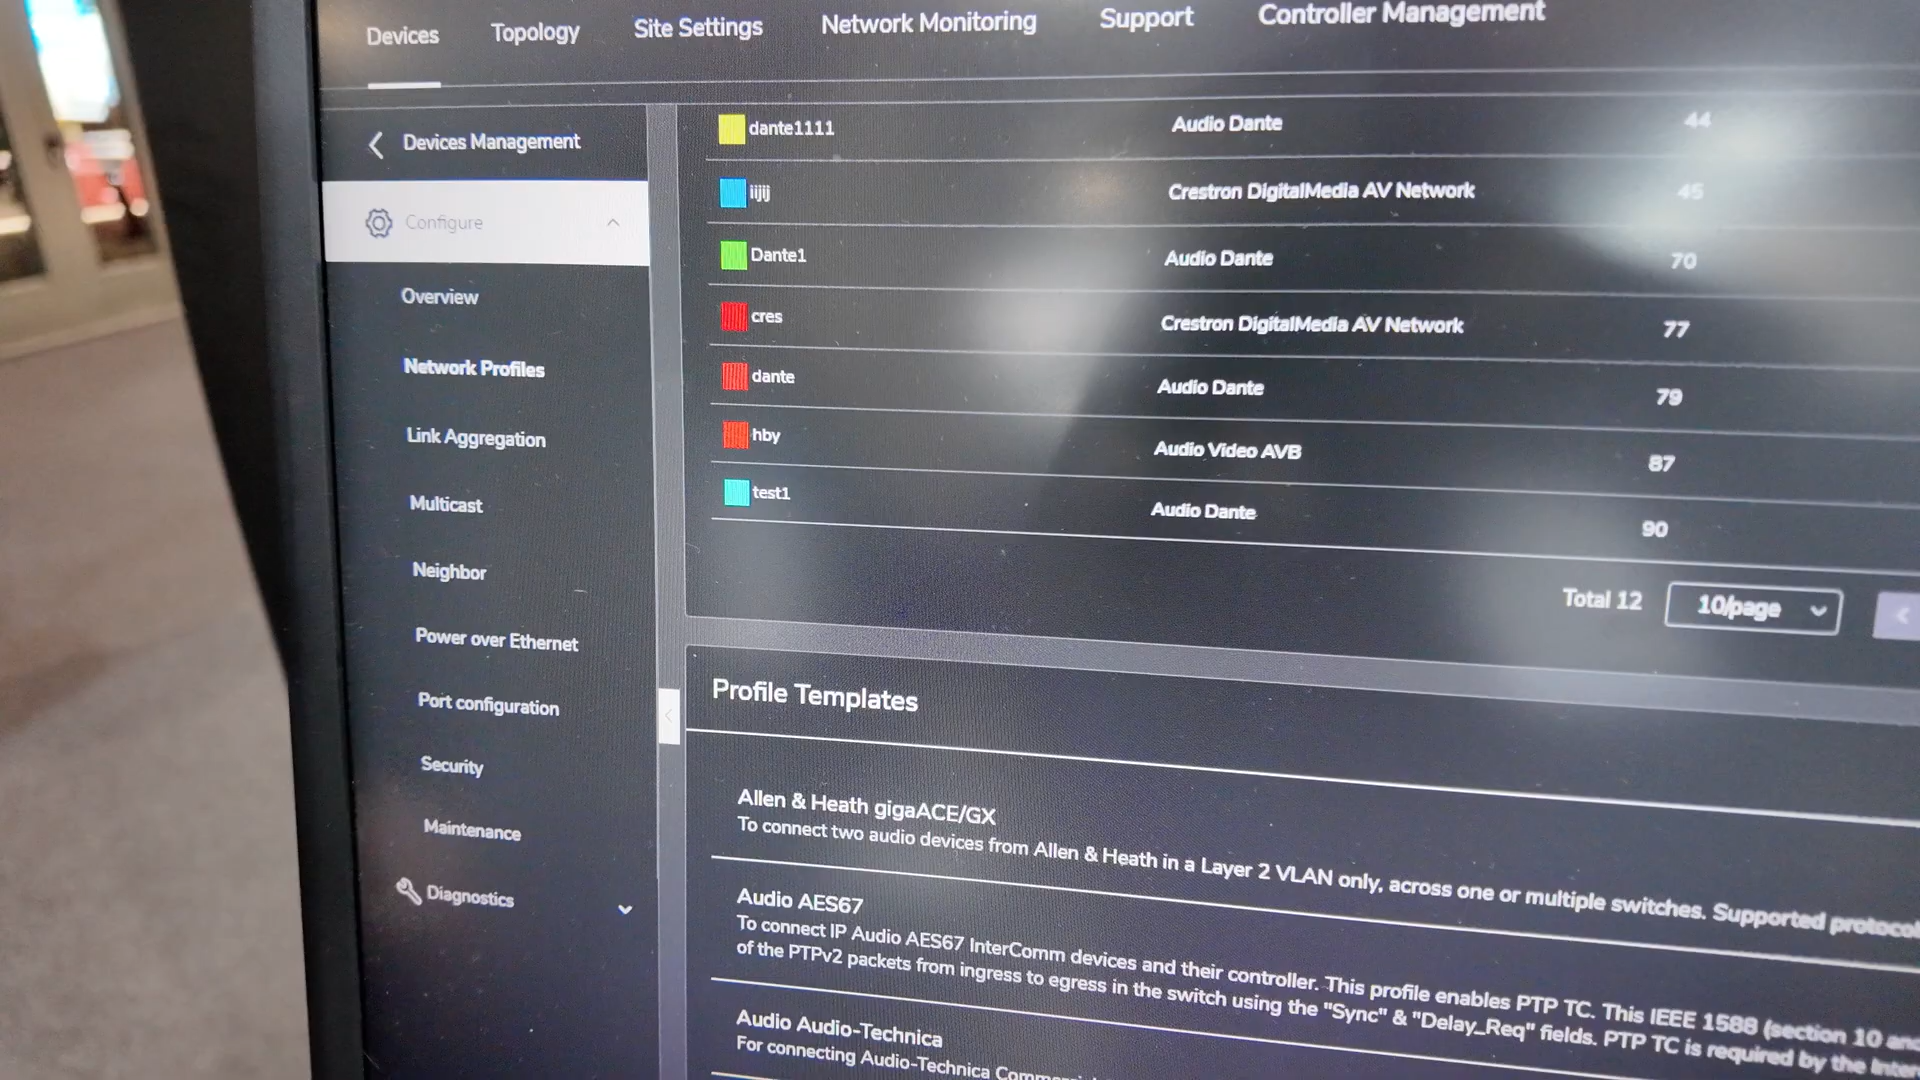 Devices Topology Site Settings Network Monitoring Support Controller Management
Devices Management
Configure
Overview
Network Profiles
Link Aggregation
Multicast
Neighbor
Power over Ethernet
Port configuration
Security
Maintenance
Diagnostics
dante1111 Audio Dante 44
iijij Crestron DigitalMedia AV Network 45
Dante1 Audio Dante 70
cres Crestron DigitalMedia AV Network 77
dante Audio Dante 79
hby Audio Video AVB 87
test1 Audio Dante 90
Total 12 10/page
Profile Templates
Allen & Heath gigaACE/GX
To connect two audio devices from Allen & Heath in a Layer 2 VLAN only, across one or multiple switches. Supported protocol
Audio AES67
To connect IP Audio AES67 InterComm devices and their controller. This profile enables PTP TC. This IEEE 1588 (section 10 and
of the PTPv2 packets from ingress to egress in the switch using the "Sync" & "Delay_Req" fields. PTP TC is required by the Inter
Audio Audio-Technica
For connecting Audio-Technica